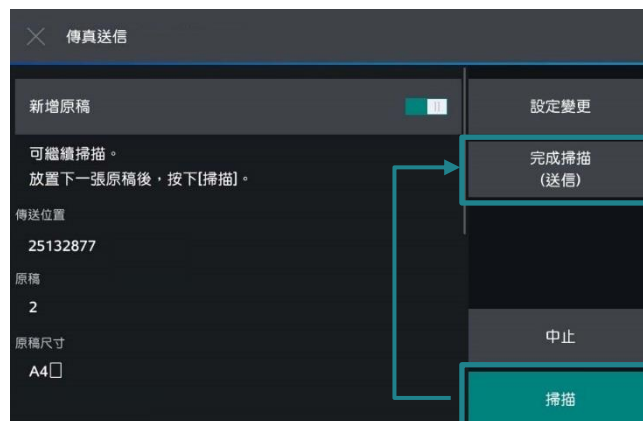 傳真送信
新增原稿
可繼續掃描。
放置下一張原稿後，按下[掃描]。
傳送位置
25132877
原稿
2
原稿尺寸
A4
設定變更
完成掃描
(送信)
中止
掃描